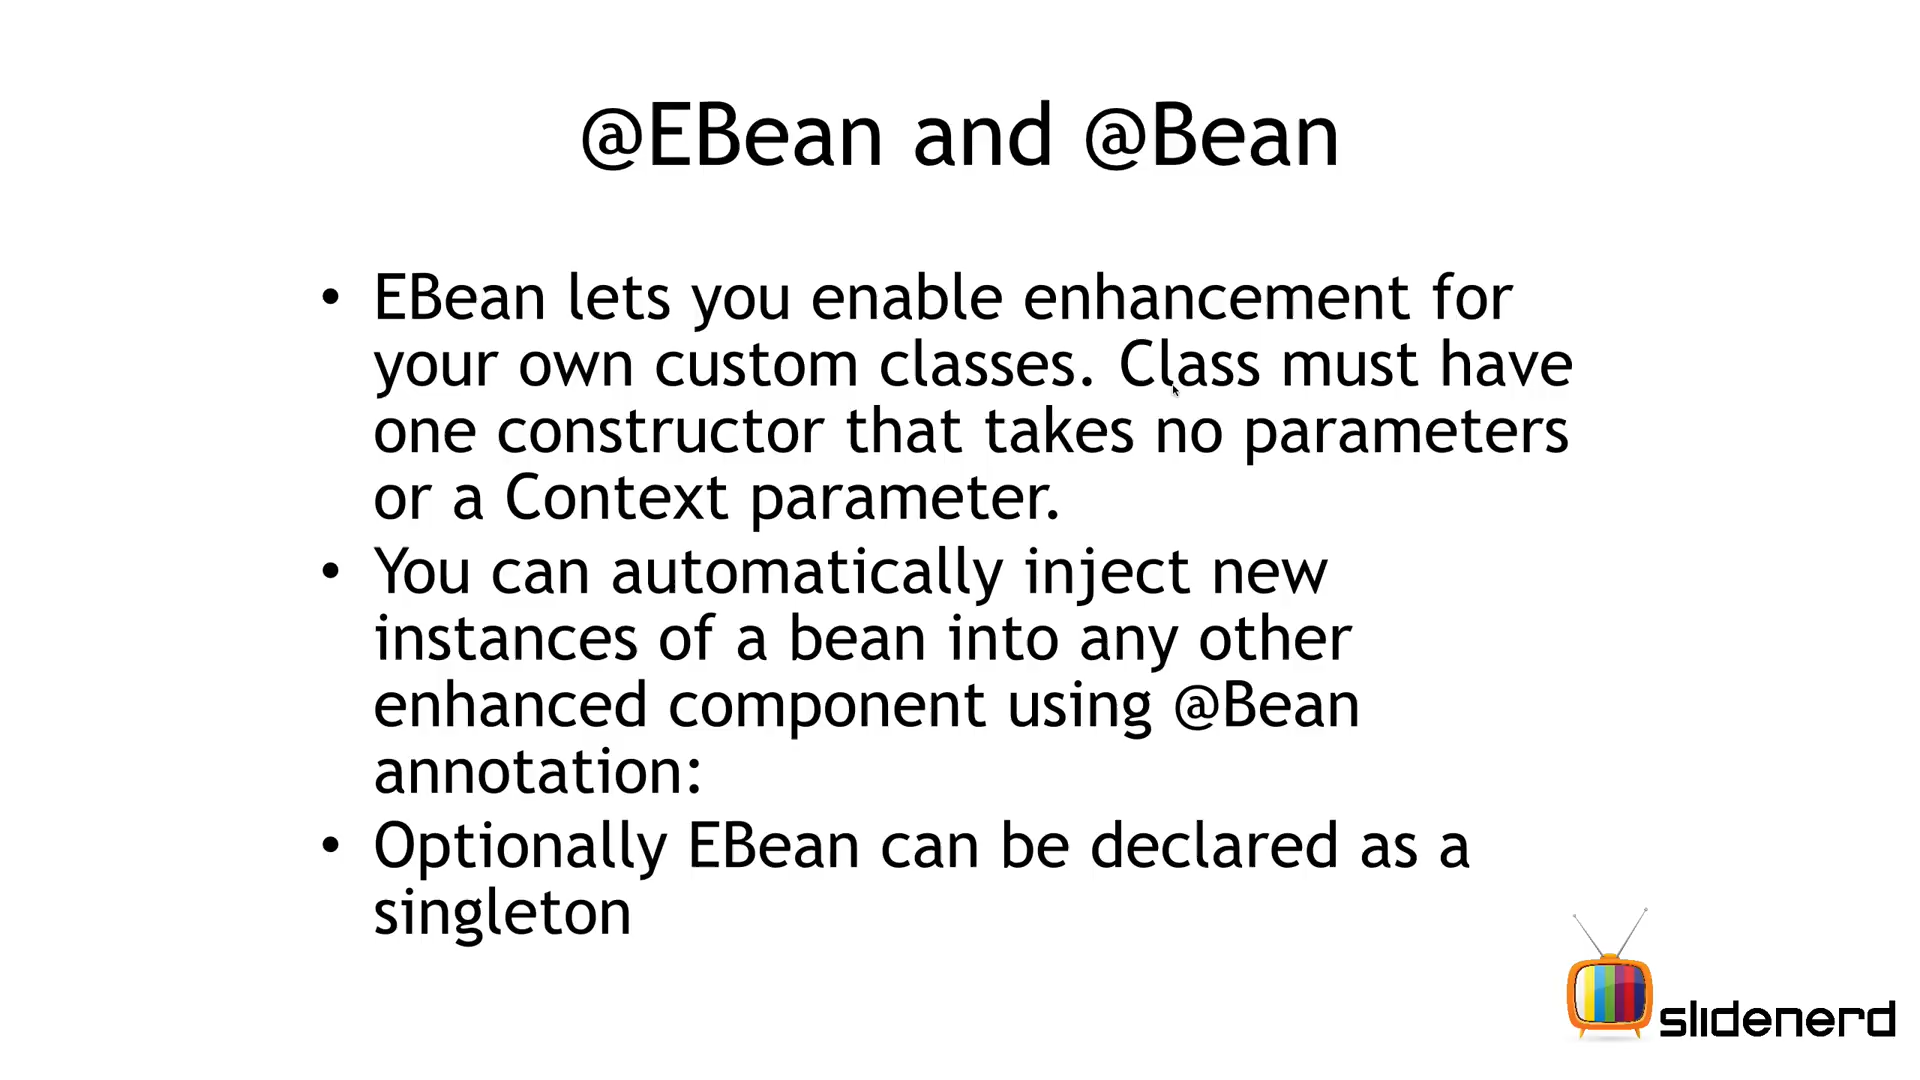 @EBean and @Bean
• EBean lets you enable enhancement for
your own custom classes. Class must have
one constructor that takes no parameters
or a Context parameter.
• You can automatically inject new
instances of a bean into any other
enhanced component using @Bean
annotation:
• Optionally EBean can be declared as a
singleton
slidenerd